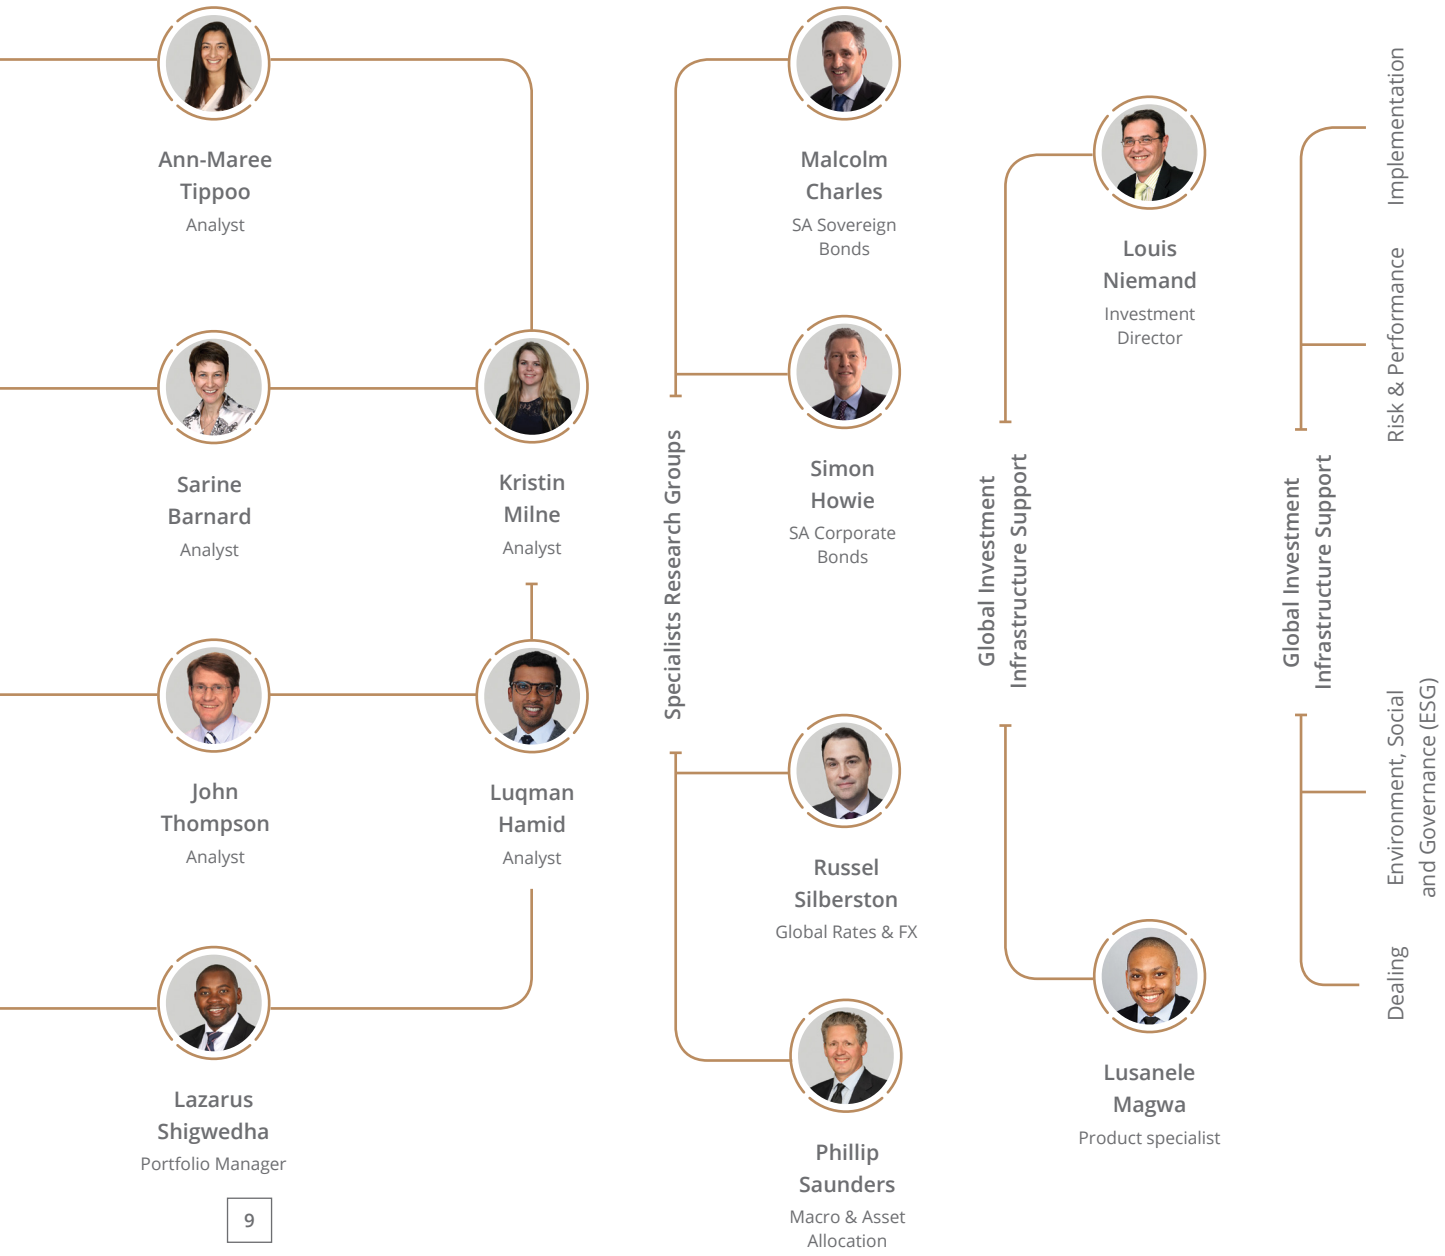 Ann-Maree
Tippoo
Analyst
Sarine
Barnard
Analyst
John
Thompson
Analyst
Lazarus
Shigwedha
Portfolio Manager
9
Kristin
Milne
Analyst
Luqman
Hamid
Analyst
Specialists Research Groups
Malcolm
Charles
SA Sovereign
Bonds
Simon
Howie
SA Corporate
Bonds
Russel
Silberston
Global Rates & FX
Phillip
Saunders
Macro & Asset
Allocation
Global Investment
Infrastructure Support
Louis
Niemand
Investment
Director
Lusanele
Magwa
Product specialist
Global Investment
Infrastructure Support
Implementation
Risk & Performance
Environment, Social
and Governance (ESG)
Dealing